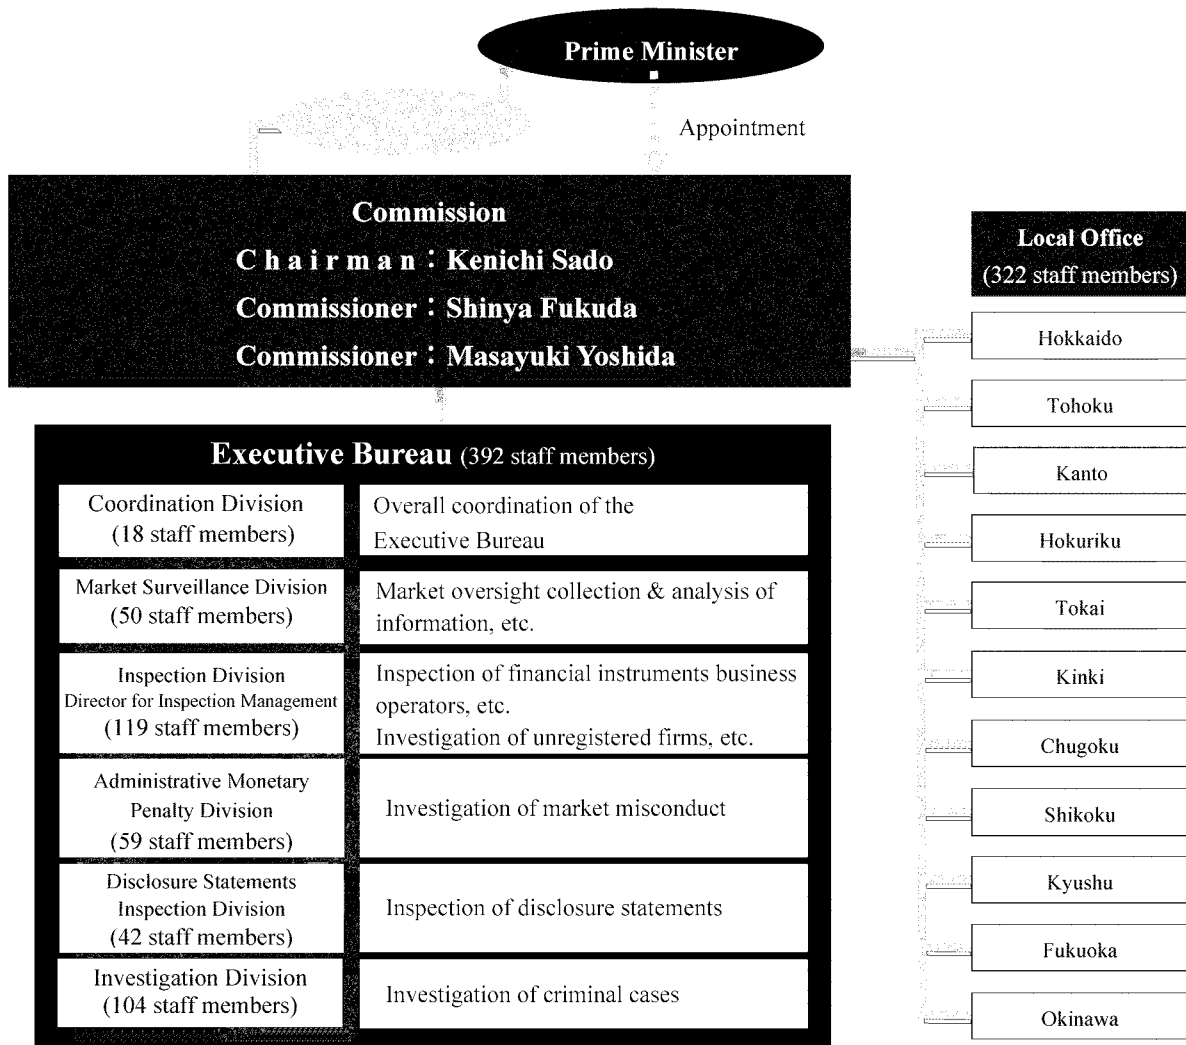 Prime Minister
Appointment
Commission
Chairman：Kenichi Sado
Commissioner：Shinya Fukuda
Commissioner：Masayuki Yoshida
Executive Bureau (392 staff members)
Coordination Division
(18 staff members)
Overall coordination of the
Executive Bureau
Market Surveillance Division
(50 staff members)
Market oversight collection & analysis of
information, etc.
Inspection Division
Director for Inspection Management
(119 staff members)
Inspection of financial instruments business
operators, etc.
Investigation of unregistered firms, etc.
Administrative Monetary
Penalty Division
(59 staff members)
Investigation of market misconduct
Disclosure Statements
Inspection Division
(42 staff members)
Inspection of disclosure statements
Investigation Division
(104 staff members)
Investigation of criminal cases
Local Office
(322 staff members)
Hokkaido
Tohoku
Kanto
Hokuriku
Tokai
Kinki
Chugoku
Shikoku
Kyushu
Fukuoka
Okinawa